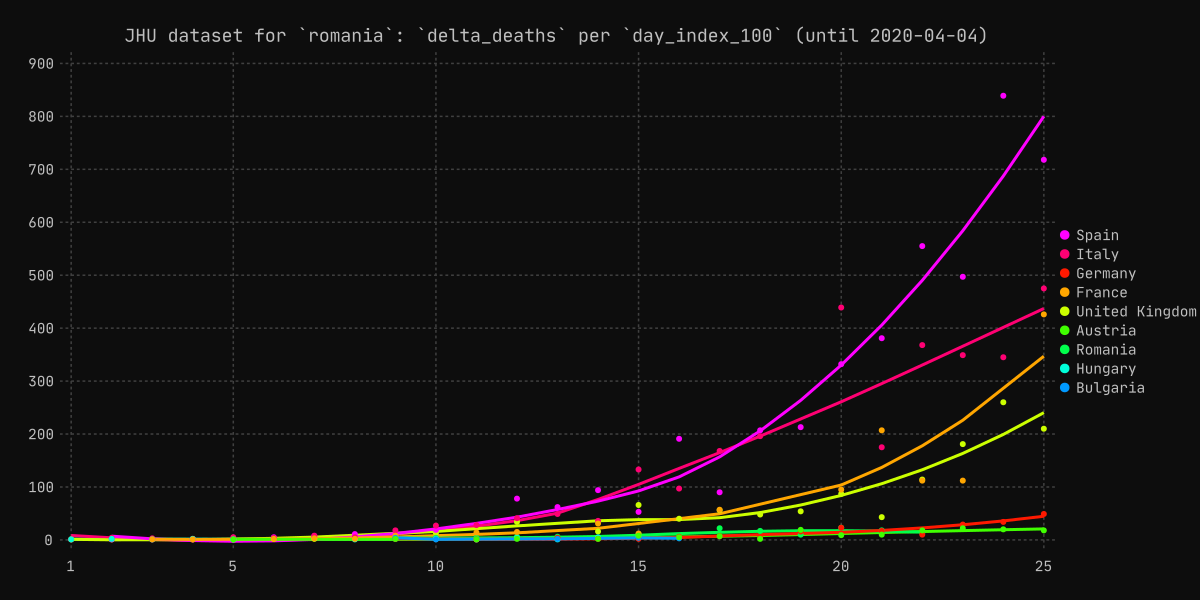 JHU dataset for `romania`: `delta_deaths` per `day_index_100` (until 2020-04-04)
900
800
700
600
500
400
300
200
100
0
1
5
10
15
20
25
Spain
Italy
Germany
France
United Kingdom
Austria
Romania
Hungary
Bulgaria